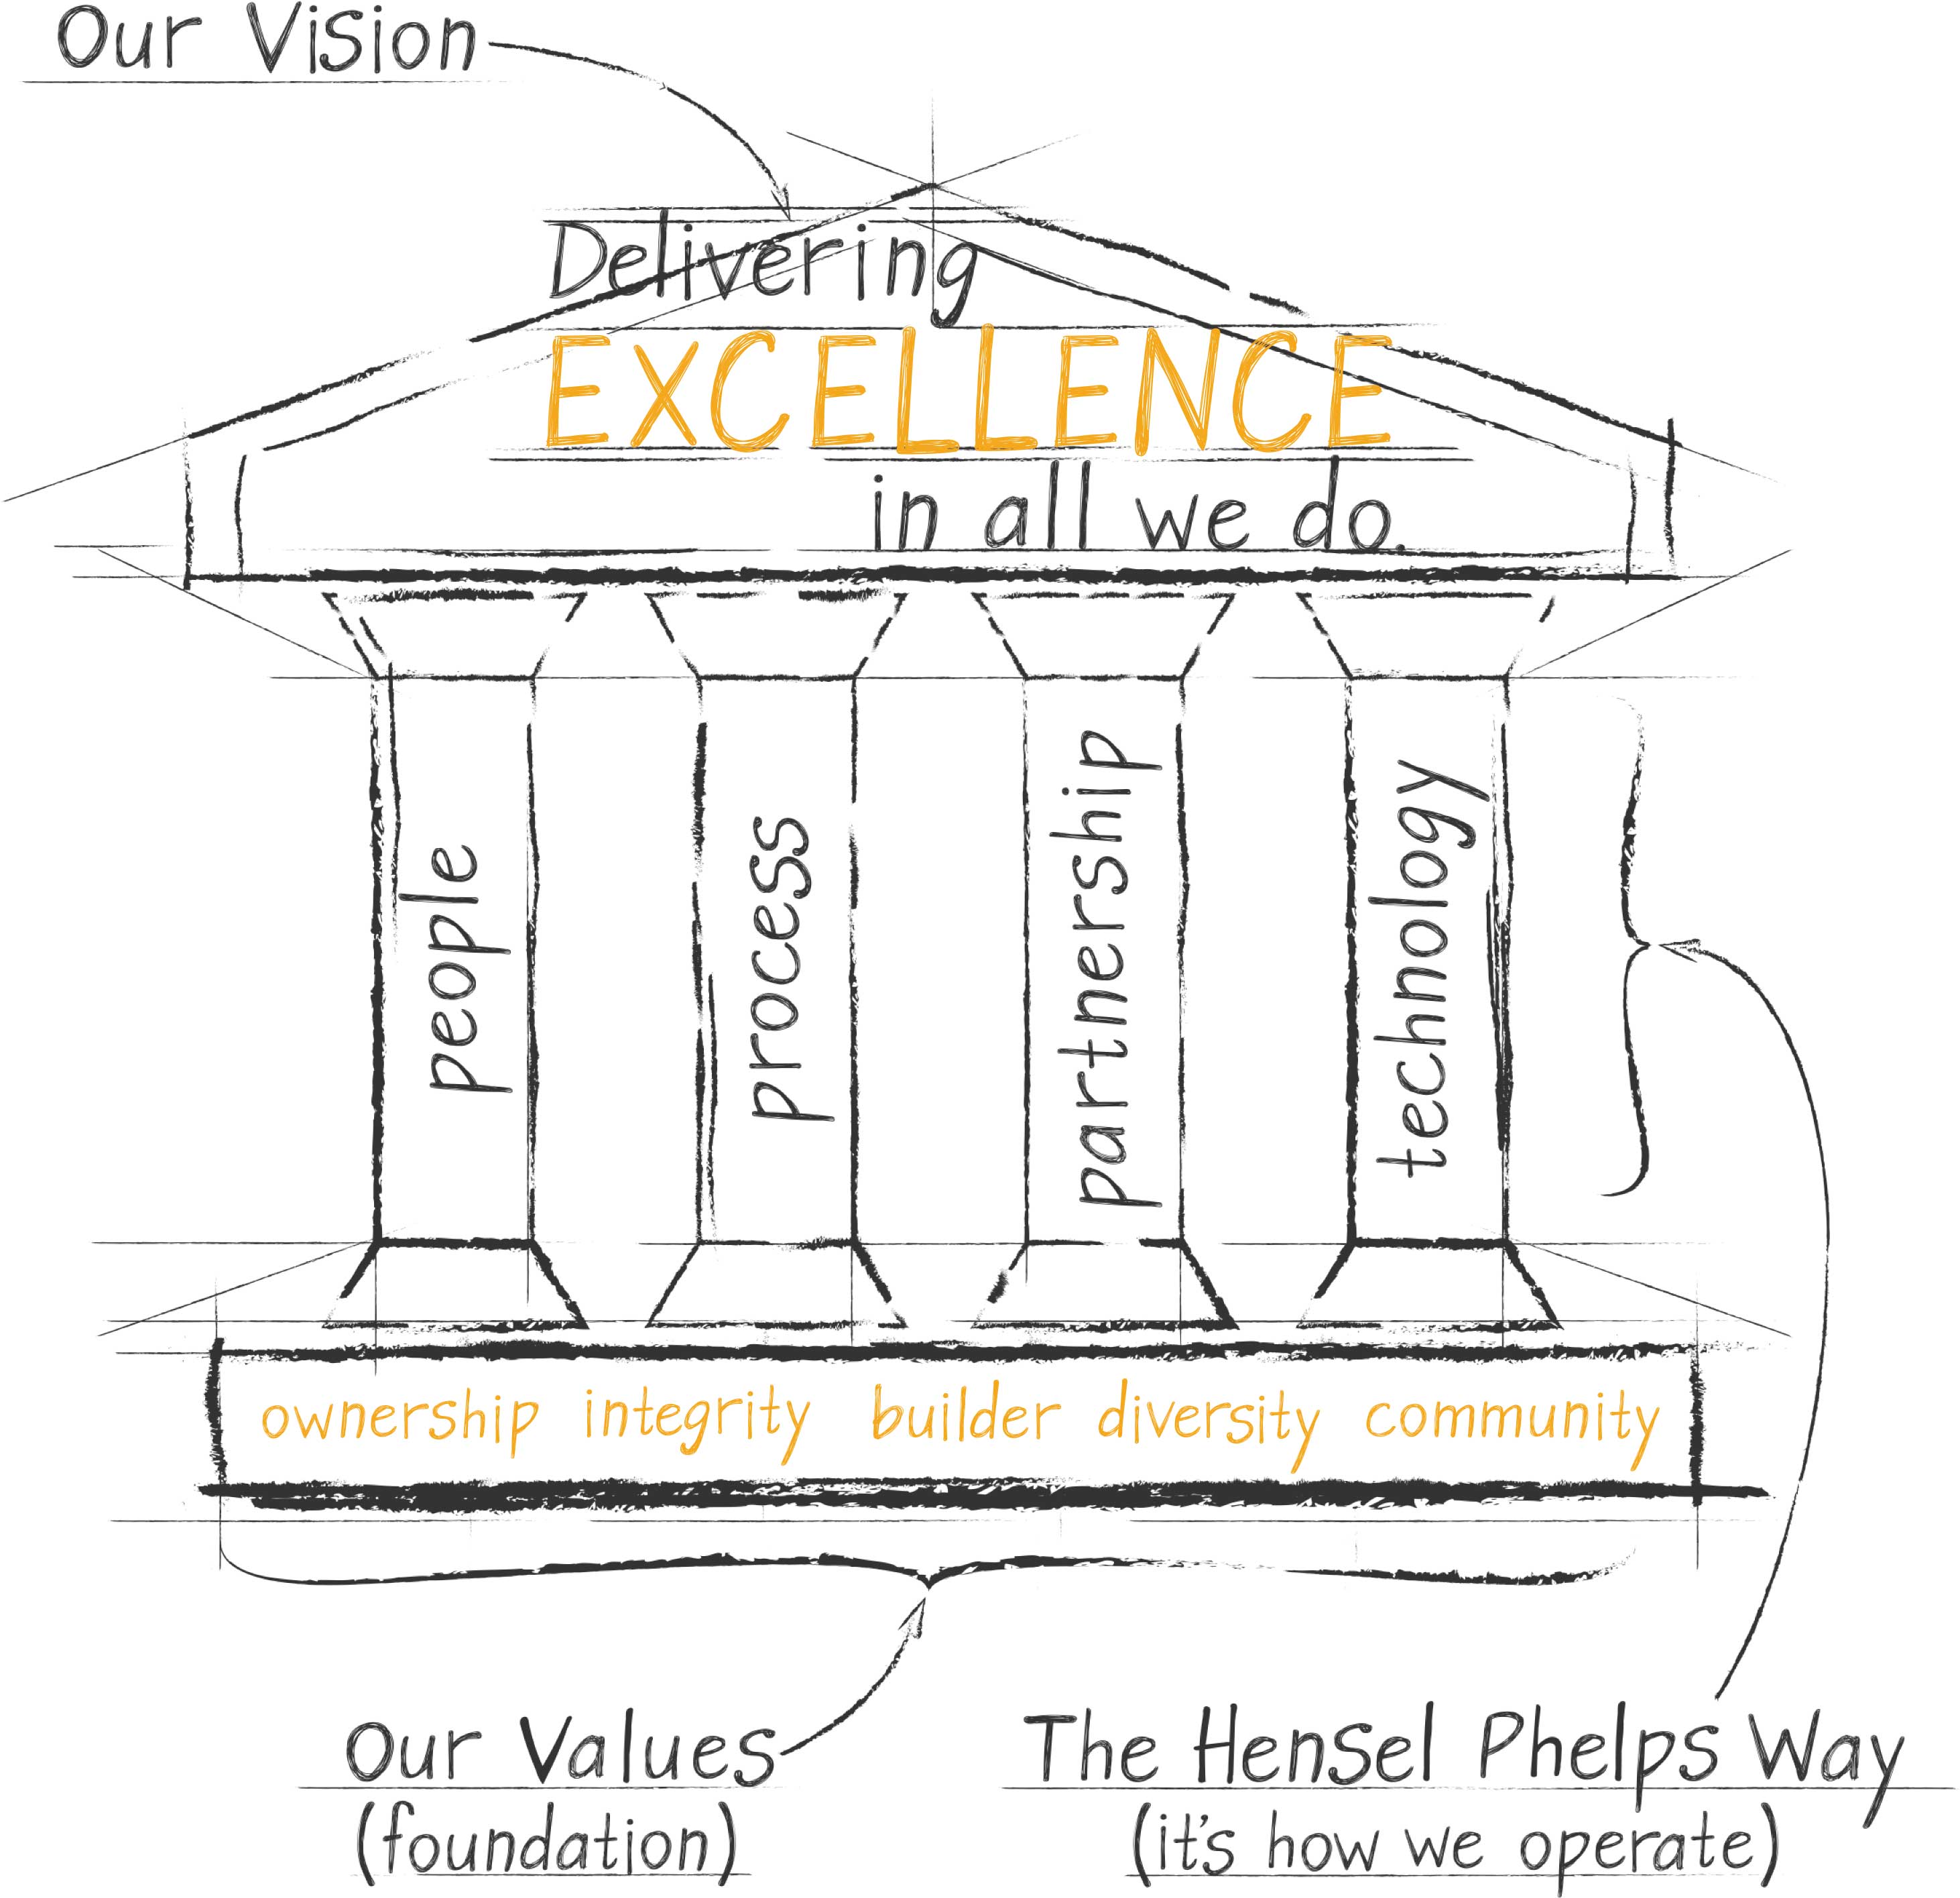 Our Vision
Delivering
EXCELLENCE
in all we do.
people
process
partnership
technology
ownership integrity builder diversity community
Our Values
(foundation)
The Hensel Phelps Way
(it's how we operate)